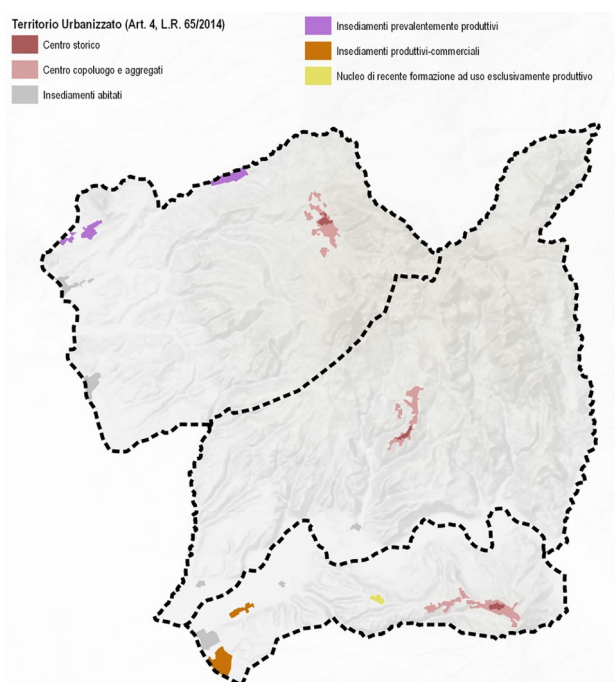 Territorio Urbanizzato (Art. 4, L.R. 65/2014)
Centro storico
Centro copoluogo e aggregati
Insediamenti abitati
Insediamenti prevalentemente produttivi
Insediamenti produttivi-commerciali
Nucleo di recente formazione ad uso esclusivamente produttivo